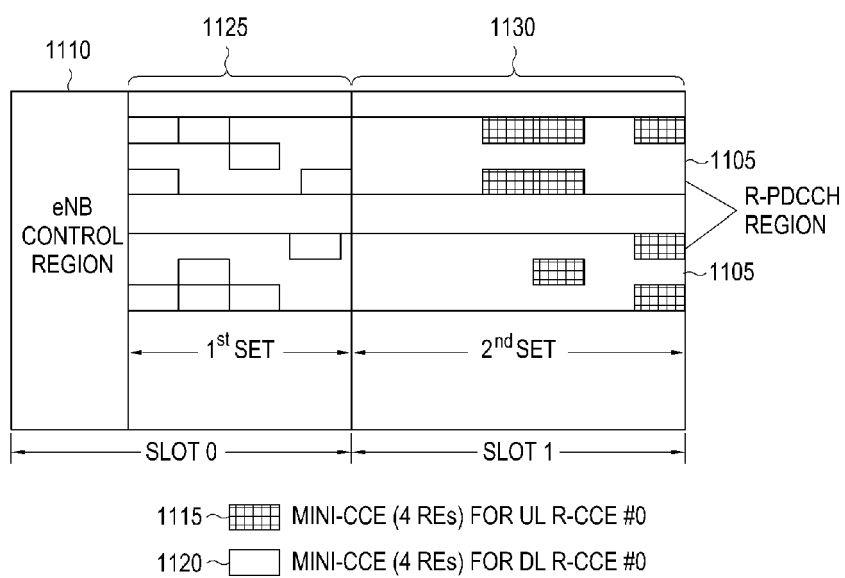 1110
1125
1130
eNB
CONTROL
REGION
1105
R-PDCCH
REGION
1105
1st SET
2nd SET
SLOT 0
SLOT 1
1115 MINI-CCE (4 REs) FOR UL R-CCE #0
1120 MINI-CCE (4 REs) FOR DL R-CCE #0